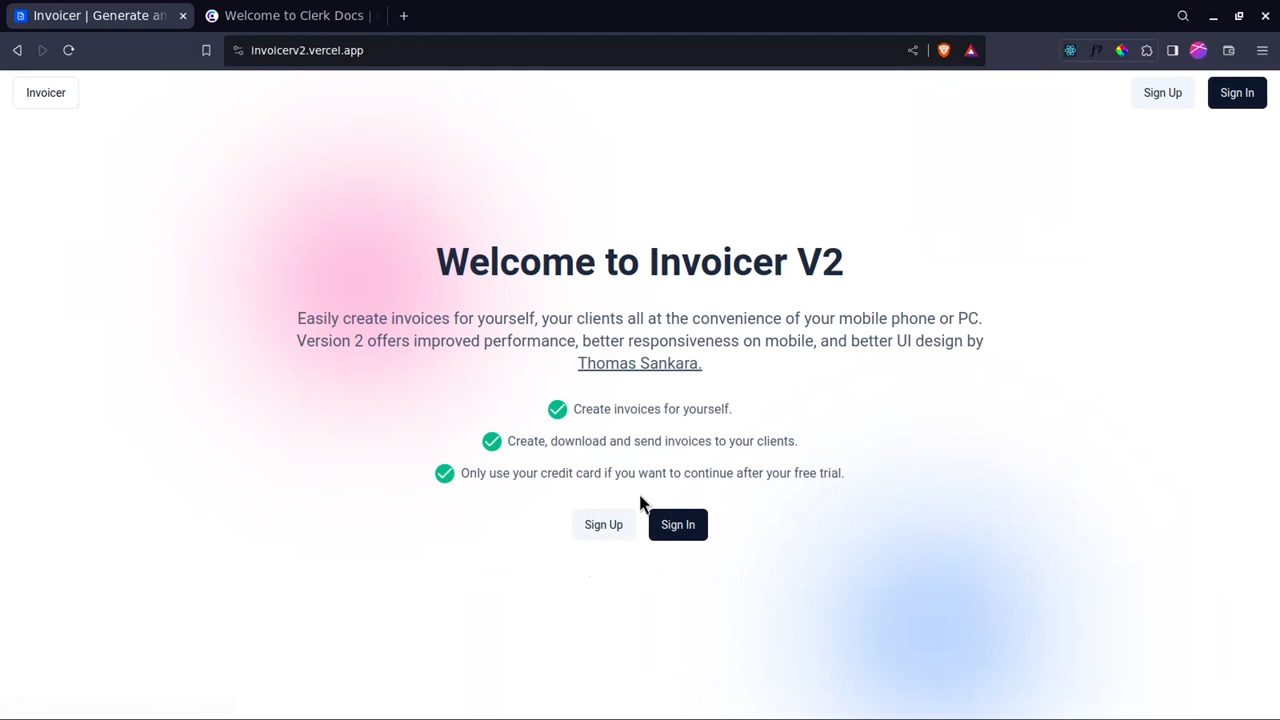 Invoicer | Generate an
Welcome to Clerk Docs |
invoicerv2.vercel.app
Invoicer
Sign Up
Sign In
Welcome to Invoicer V2
Easily create invoices for yourself, your clients all at the convenience of your mobile phone or PC.
Version 2 offers improved performance, better responsiveness on mobile, and better UI design by
Thomas Sankara.
Create invoices for yourself.
Create, download and send invoices to your clients.
Only use your credit card if you want to continue after your free trial.
Sign Up
Sign In